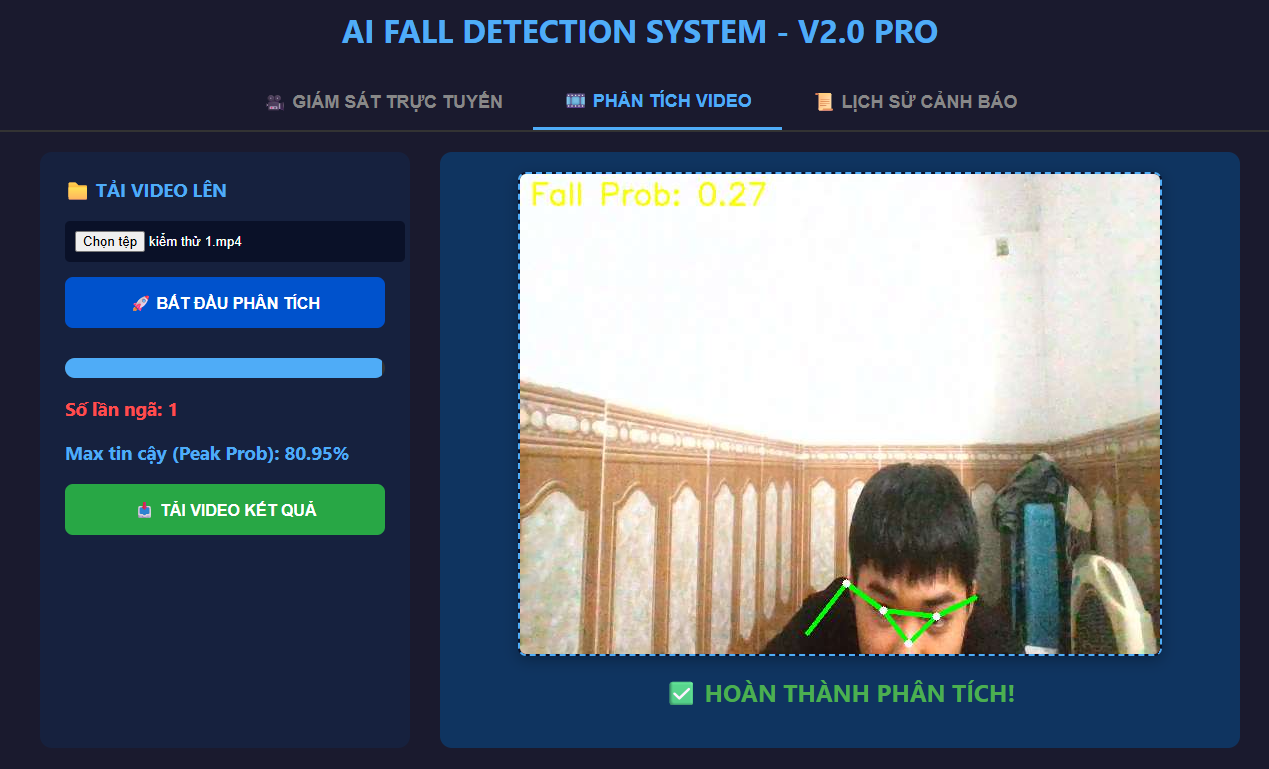 AI FALL DETECTION SYSTEM - V2.0 PRO
GIÁM SÁT TRỰC TUYẾN
PHÂN TÍCH VIDEO
LỊCH SỬ CẢNH BÁO
TẢI VIDEO LÊN
Chọn tệp kiểm thử 1.mp4
BẮT ĐẦU PHÂN TÍCH
Số lần ngã: 1
Max tin cậy (Peak Prob): 80.95%
TẢI VIDEO KẾT QUẢ
Fall Prob: 0.27
HOÀN THÀNH PHÂN TÍCH!